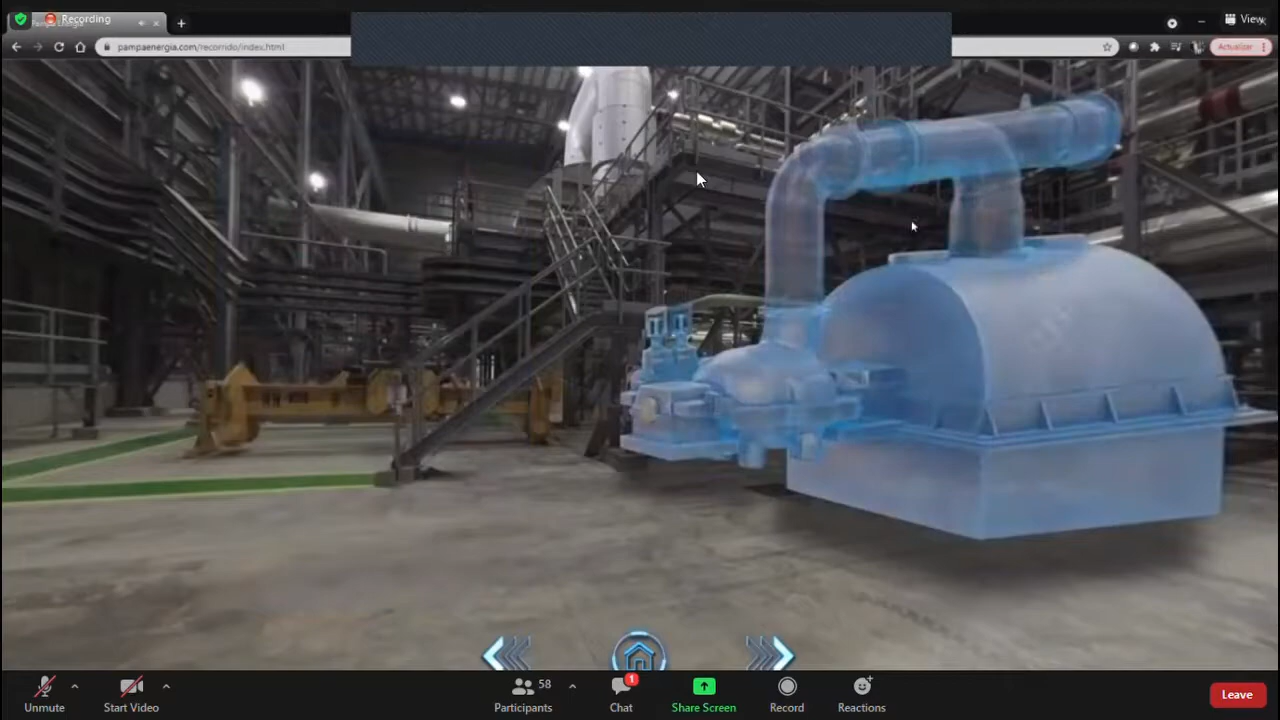 Recording
View
pampaenergia.com/recorrido/index.html
Actualizar
58
1
Unmute
Start Video
Participants
Chat
Share Screen
Record
Reactions
Leave